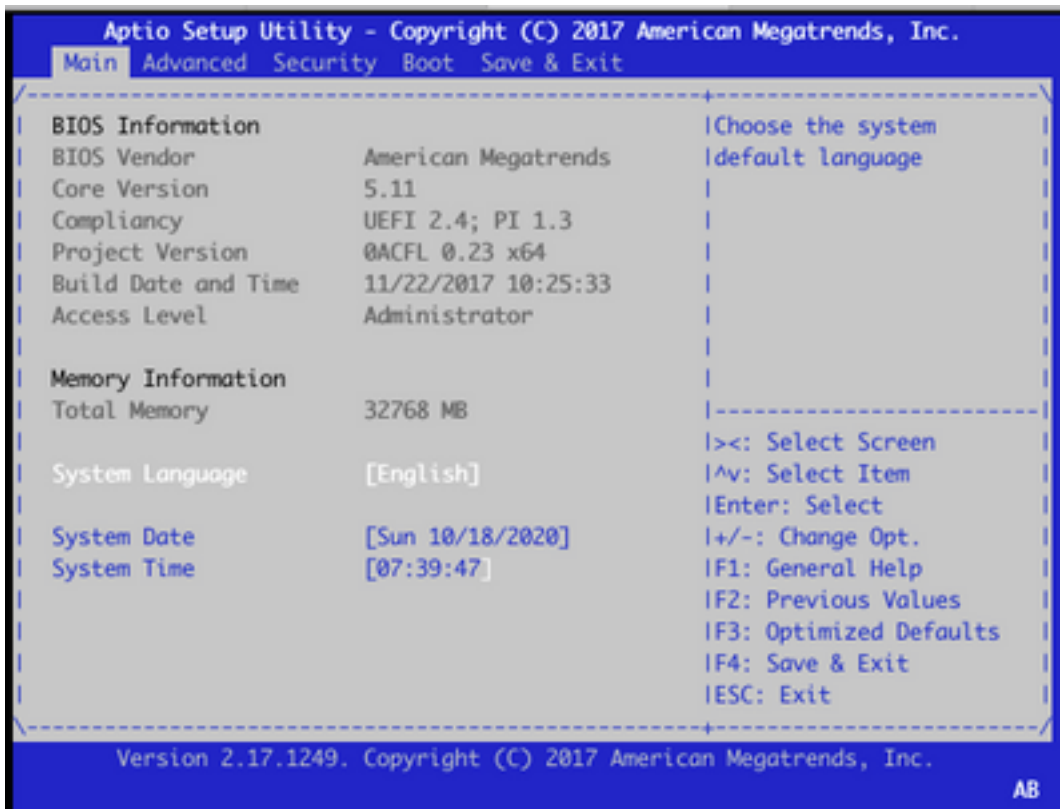 Aptio Setup Utility - Copyright (C) 2017 American Megatrends, Inc.
Main Advanced Security Boot Save & Exit
BIOS Information
BIOS Vendor American Megatrends
Core Version 5.11
Compliancy UEFI 2.4; PI 1.3
Project Version 0ACFL 0.23 x64
Build Date and Time 11/22/2017 10:25:33
Access Level Administrator
Memory Information
Total Memory 32768 MB
System Language [English]
System Date [Sun 10/18/2020]
System Time [07:39:47]
Choose the system
default language
><: Select Screen
^v: Select Item
Enter: Select
+/-: Change Opt.
F1: General Help
F2: Previous Values
F3: Optimized Defaults
F4: Save & Exit
ESC: Exit
Version 2.17.1249. Copyright (C) 2017 American Megatrends, Inc.
AB